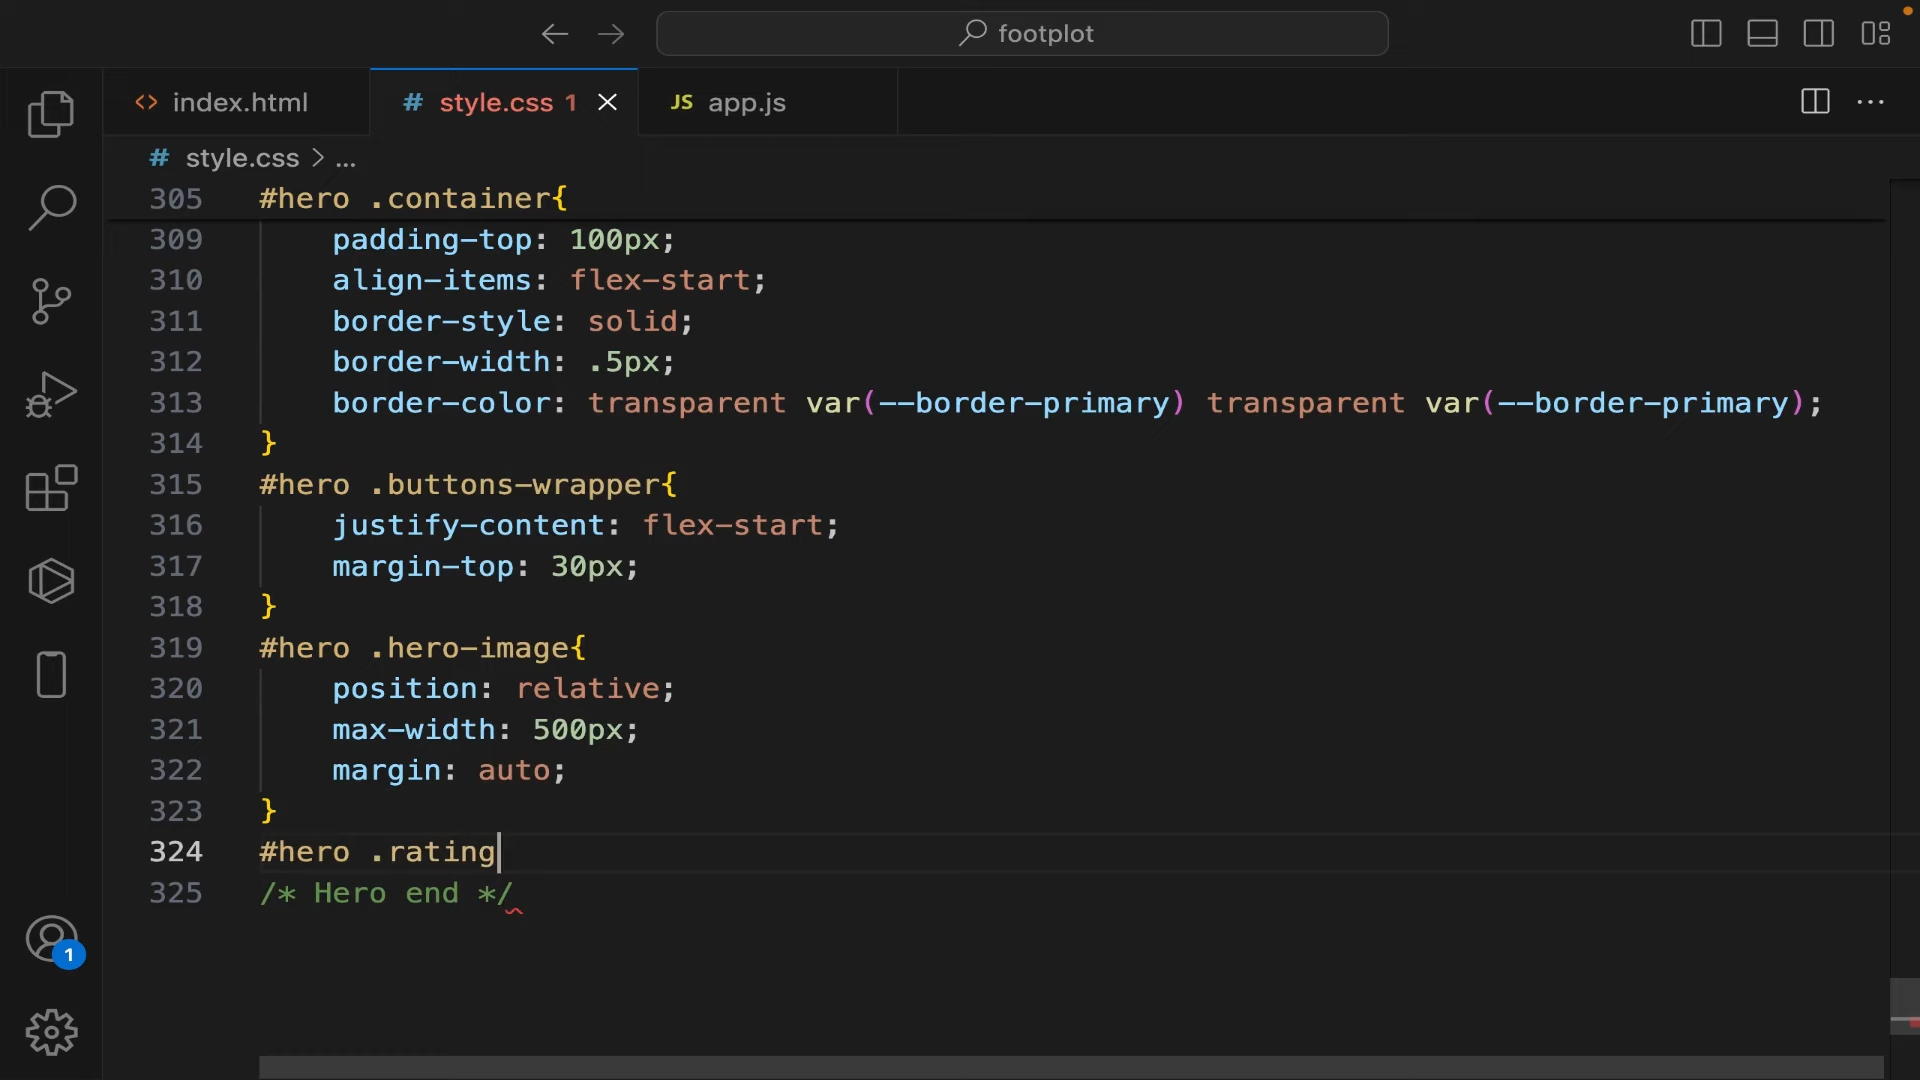 footplot
index.html
# style.css 1
JS app.js
# style.css > ...
305 #hero .container{
309 padding-top: 100px;
310 align-items: flex-start;
311 border-style: solid;
312 border-width: .5px;
313 border-color: transparent var(--border-primary) transparent var(--border-primary);
314 }
315 #hero .buttons-wrapper{
316 justify-content: flex-start;
317 margin-top: 30px;
318 }
319 #hero .hero-image{
320 position: relative;
321 max-width: 500px;
322 margin: auto;
323 }
324 #hero .rating
325 /* Hero end */
1